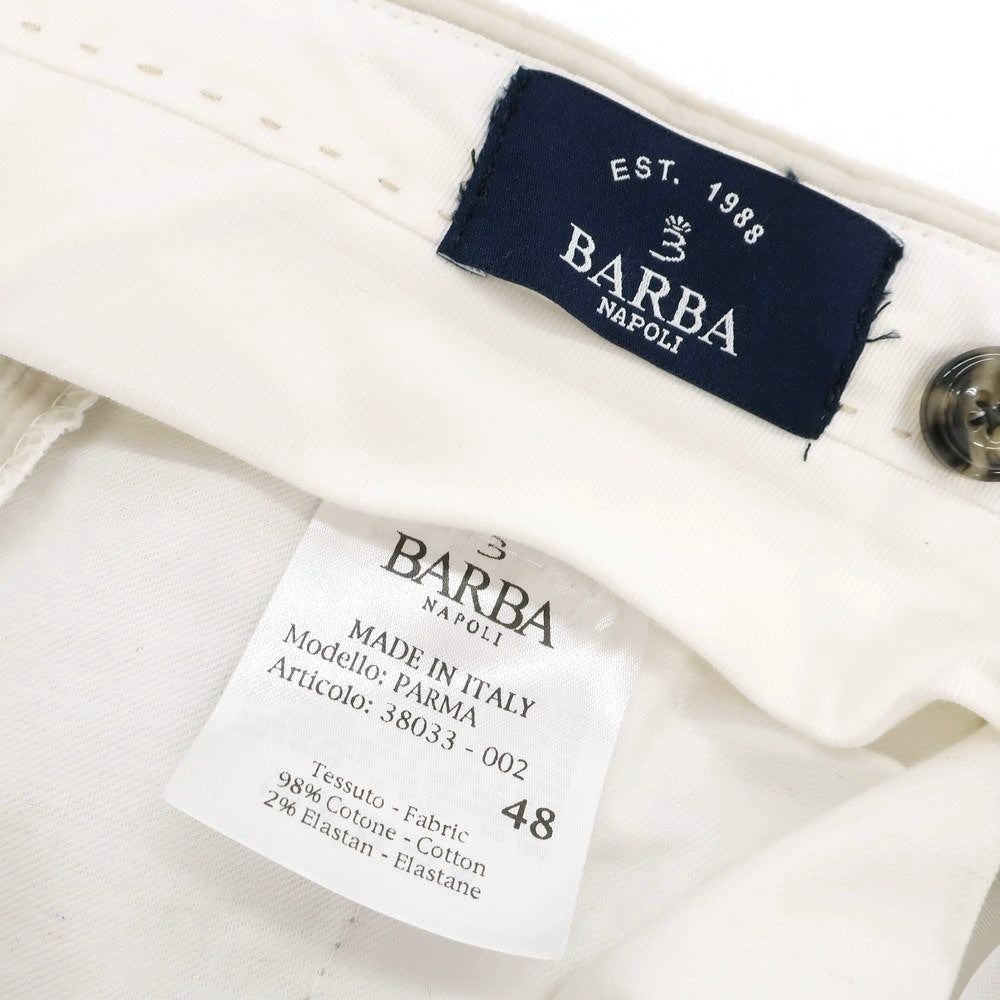 EST. 1988
BARBA
NAPOLI
BARBA
NAPOLI
MADE IN ITALY
Modello: PARMA
Articolo: 38033 - 002
Tessuto - Fabric
98% Cotone - Cotton
2% Elastan - Elastane
48